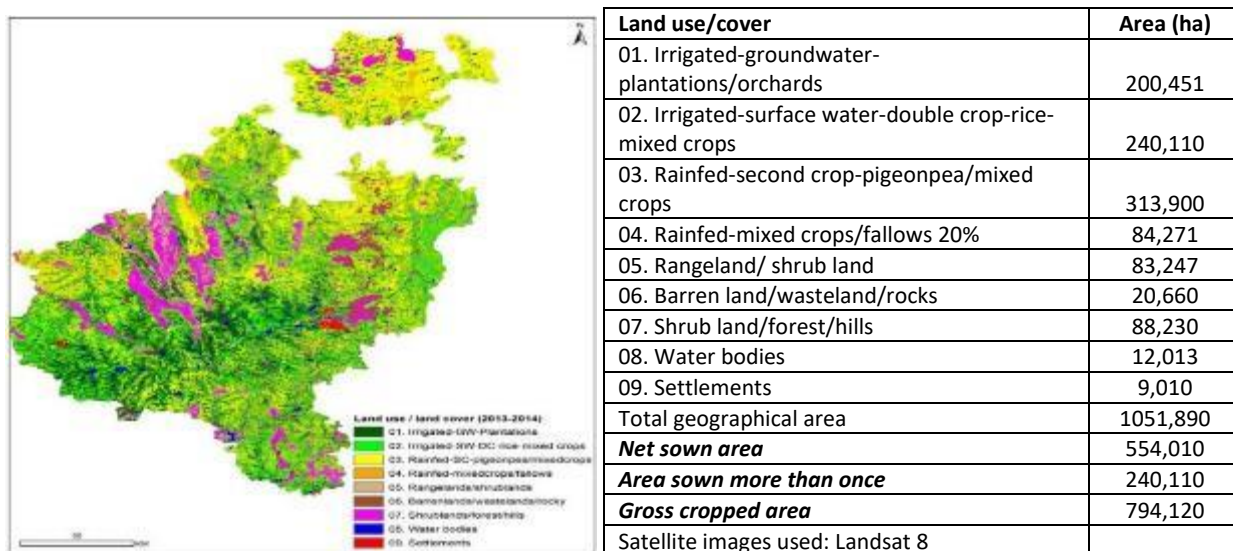 N
Land use / land cover (2013-2014)
01. Irrigated-GW-Plantations
02. Irrigated-SW-DC-rice-mixed crops
03. Rainfed-SC-pigeonpea/mixedcrops
04. Rainfed-mixedcrops/fallows
05. Rangelands/shrublands
06. Barrenlands/wastelands/rocky
07. Shrublands/forest/hills
08. Water bodies
09. Settlements
Land use/cover Area (ha)
01. Irrigated-groundwater-
plantations/orchards 200,451
02. Irrigated-surface water-double crop-rice-
mixed crops 240,110
03. Rainfed-second crop-pigeonpea/mixed
crops 313,900
04. Rainfed-mixed crops/fallows 20% 84,271
05. Rangeland/ shrub land 83,247
06. Barren land/wasteland/rocks 20,660
07. Shrub land/forest/hills 88,230
08. Water bodies 12,013
09. Settlements 9,010
Total geographical area 1051,890
Net sown area 554,010
Area sown more than once 240,110
Gross cropped area 794,120
Satellite images used: Landsat 8